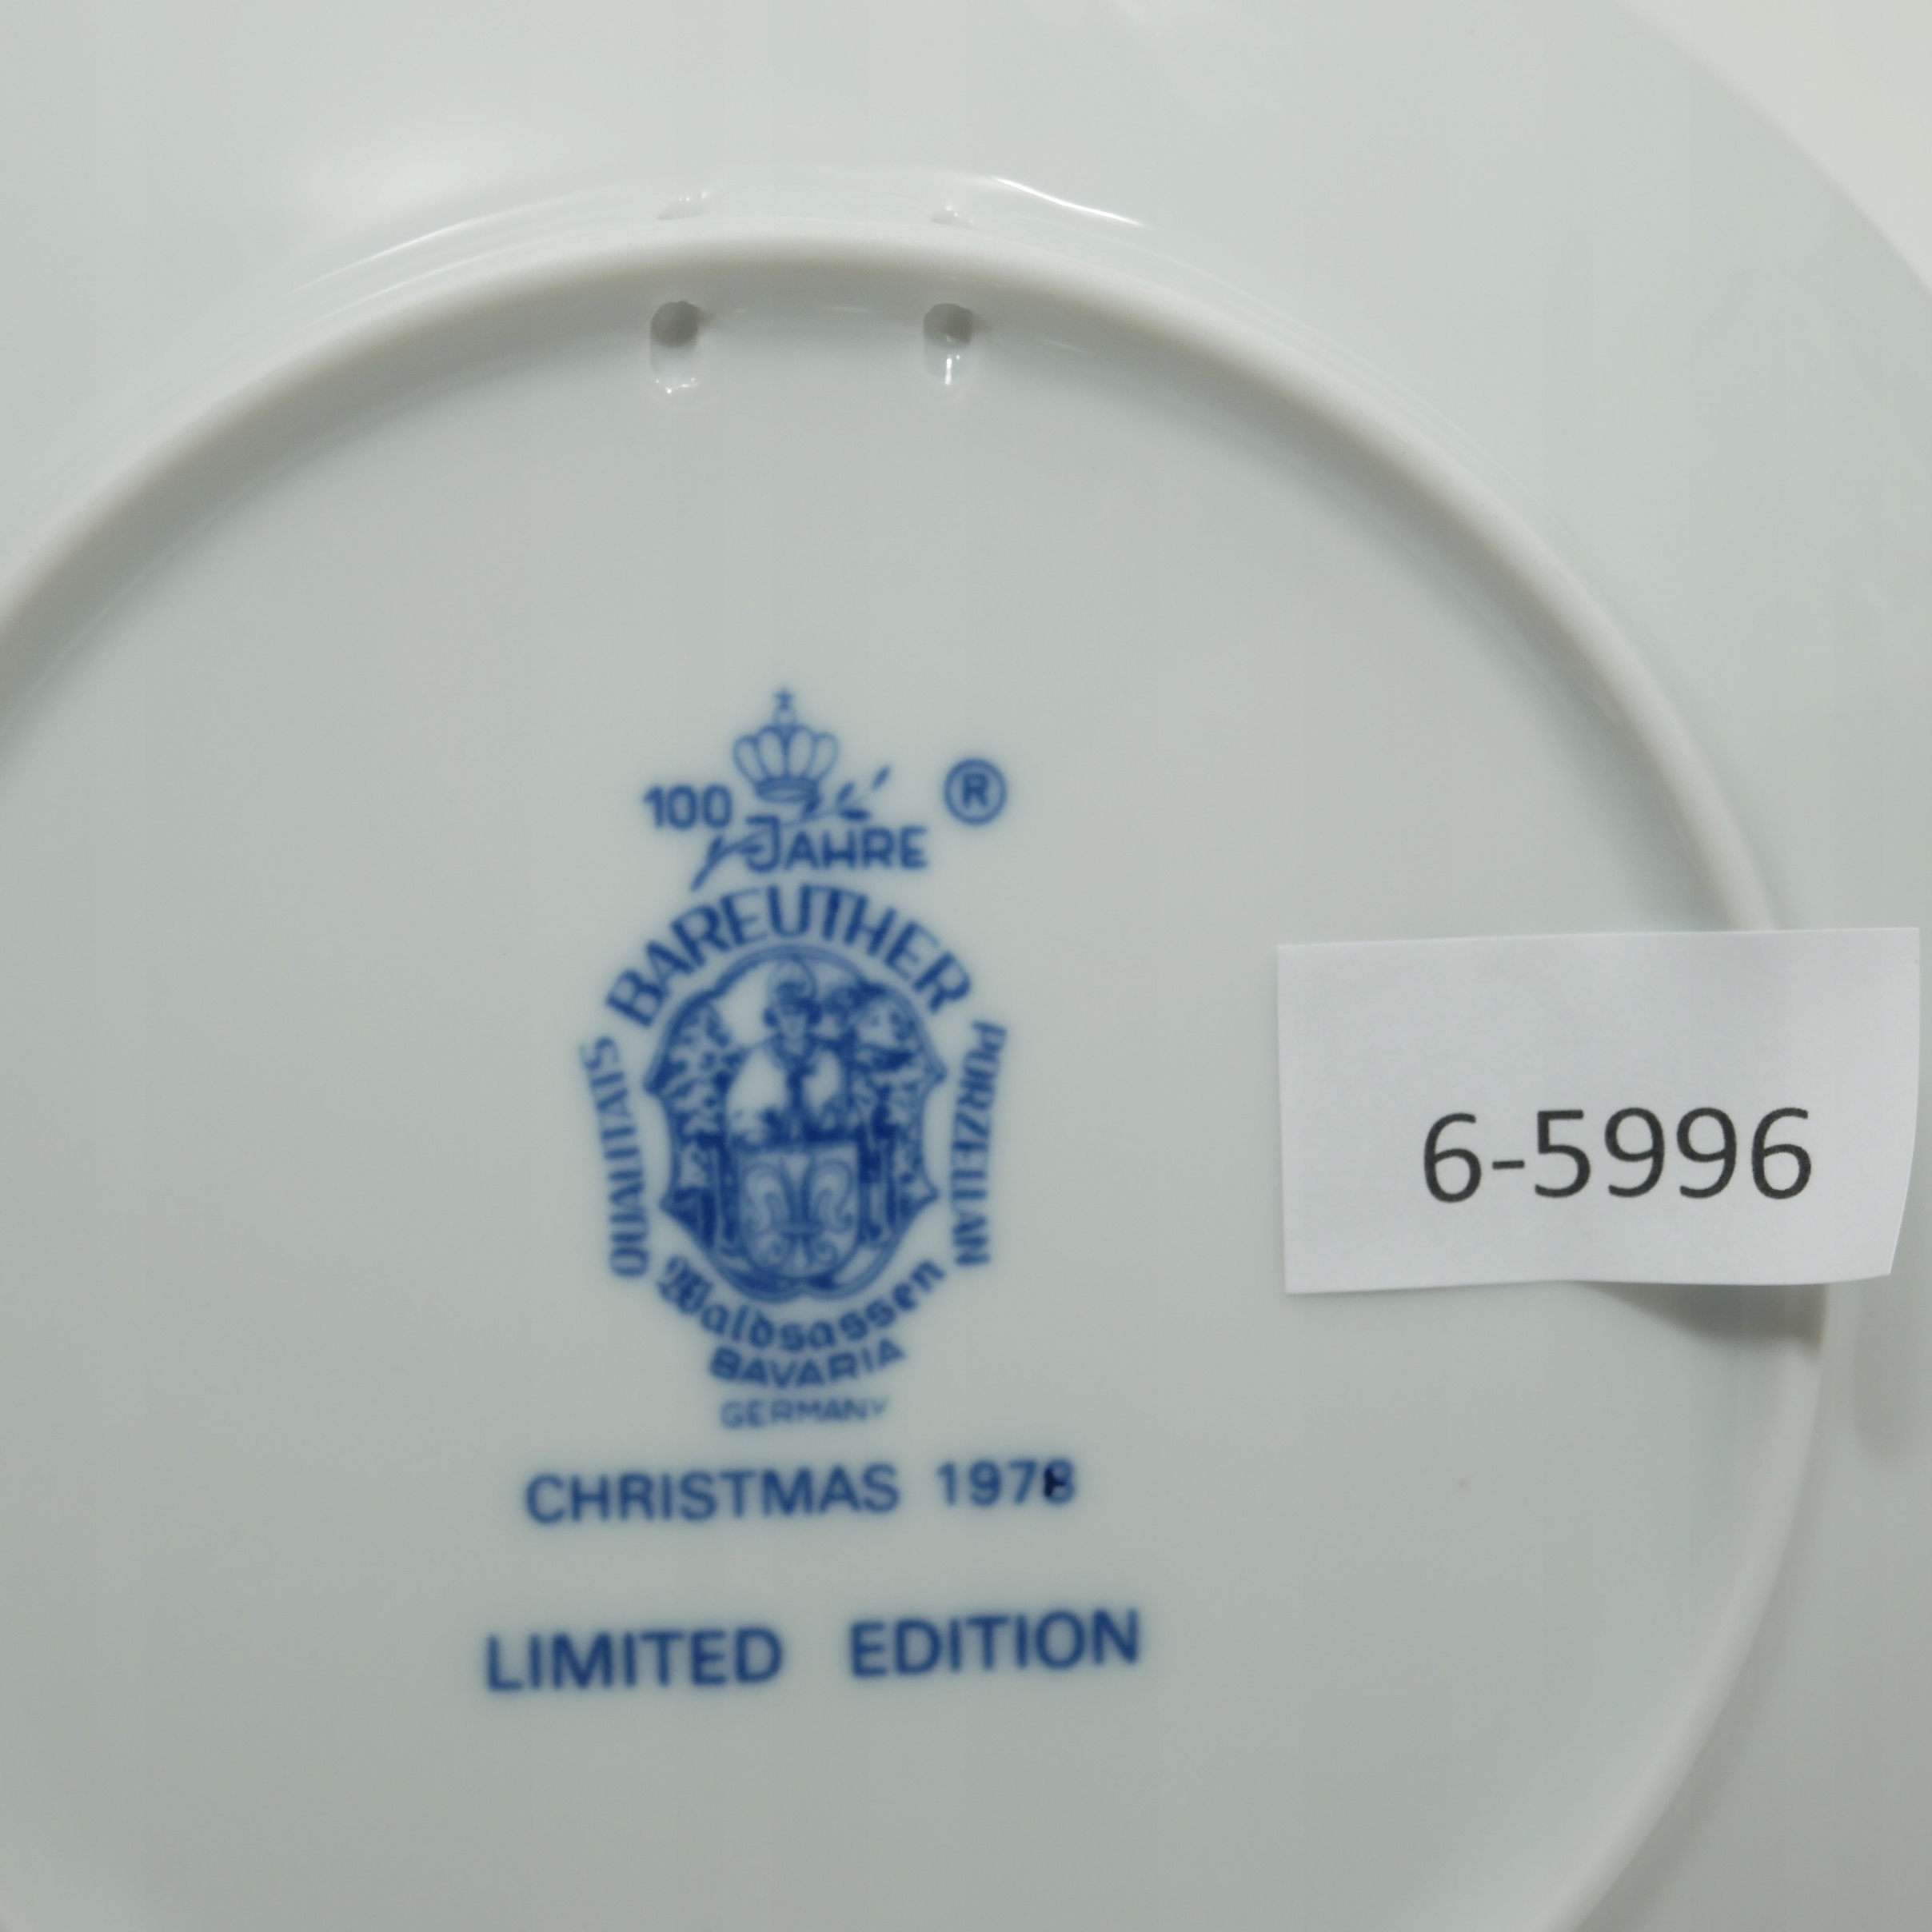 100
JAHRE
®
BAREUTHER
QUALITÄTS
PORZELLAN
Waldsassen
BAVARIA
GERMANY
6-5996
CHRISTMAS 1978
LIMITED EDITION